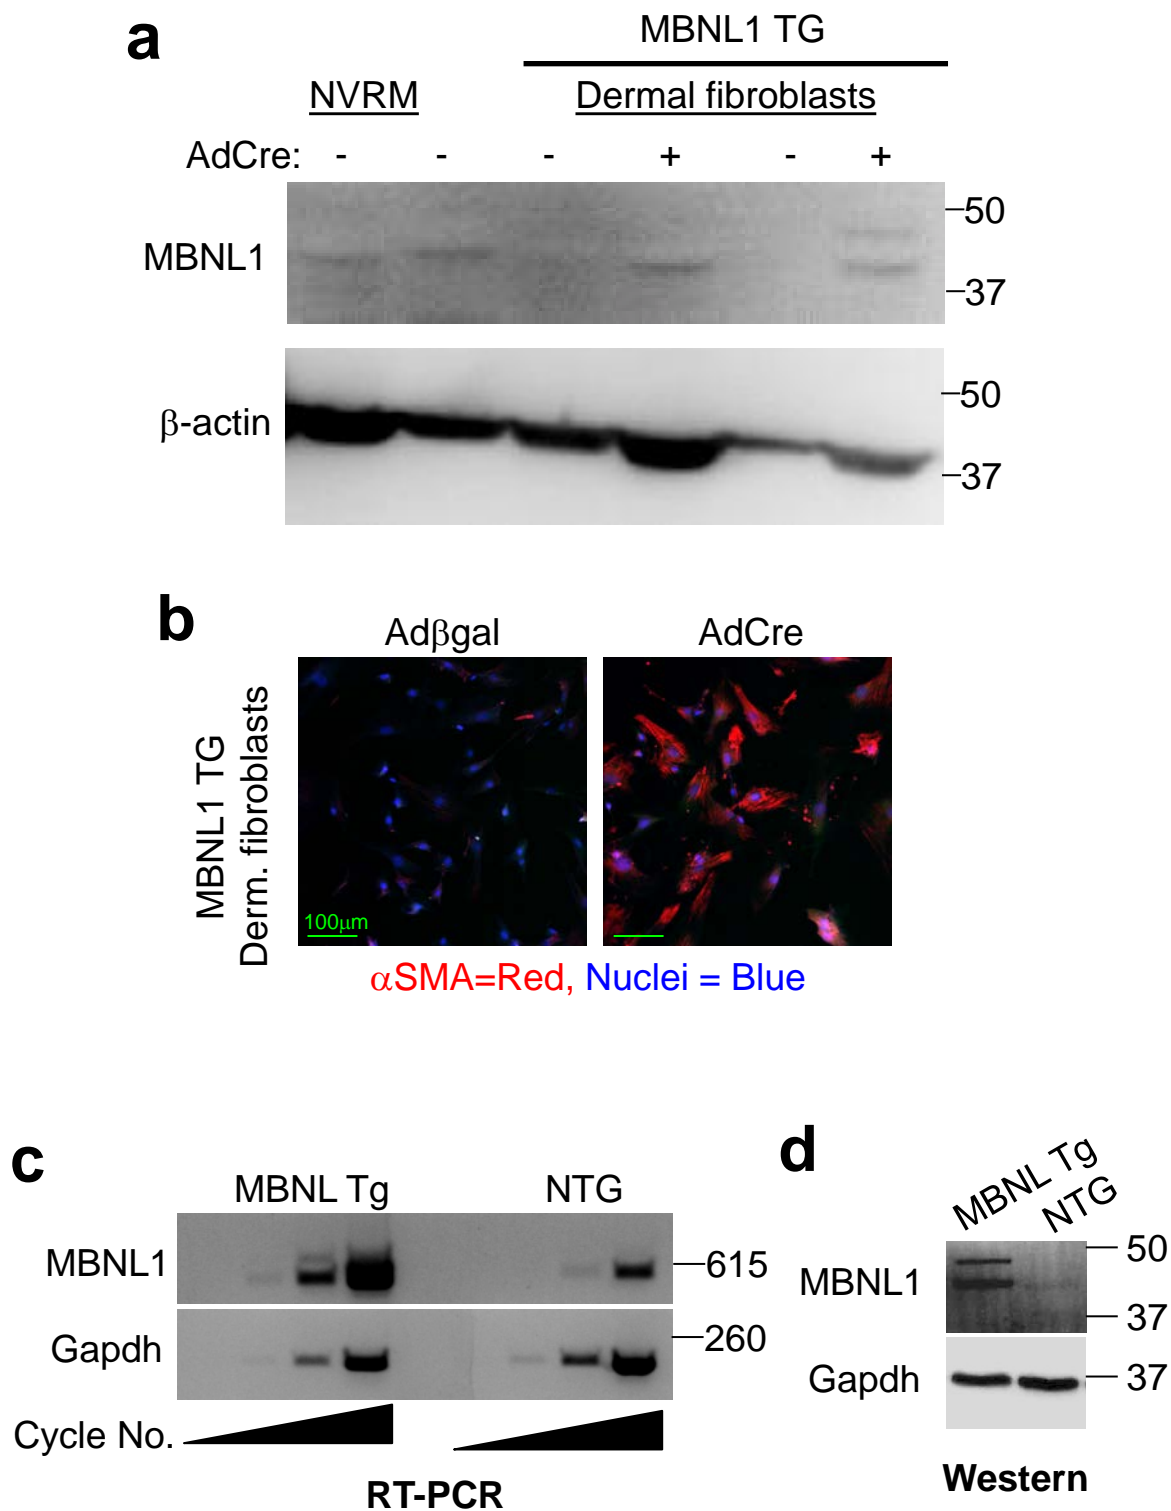 a
MBNL1 TG
NVRM Dermal fibroblasts
AdCre: - - - + - +
50
MBNL1
37
50
β-actin
37
b
Adβgal AdCre
MBNL1 TG
Derm. fibroblasts
100μm
αSMA=Red, Nuclei = Blue
c
MBNL Tg NTG
MBNL1 615
Gapdh 260
Cycle No.
RT-PCR
d
MBNL Tg
NTG
50
MBNL1
37
Gapdh 37
Western